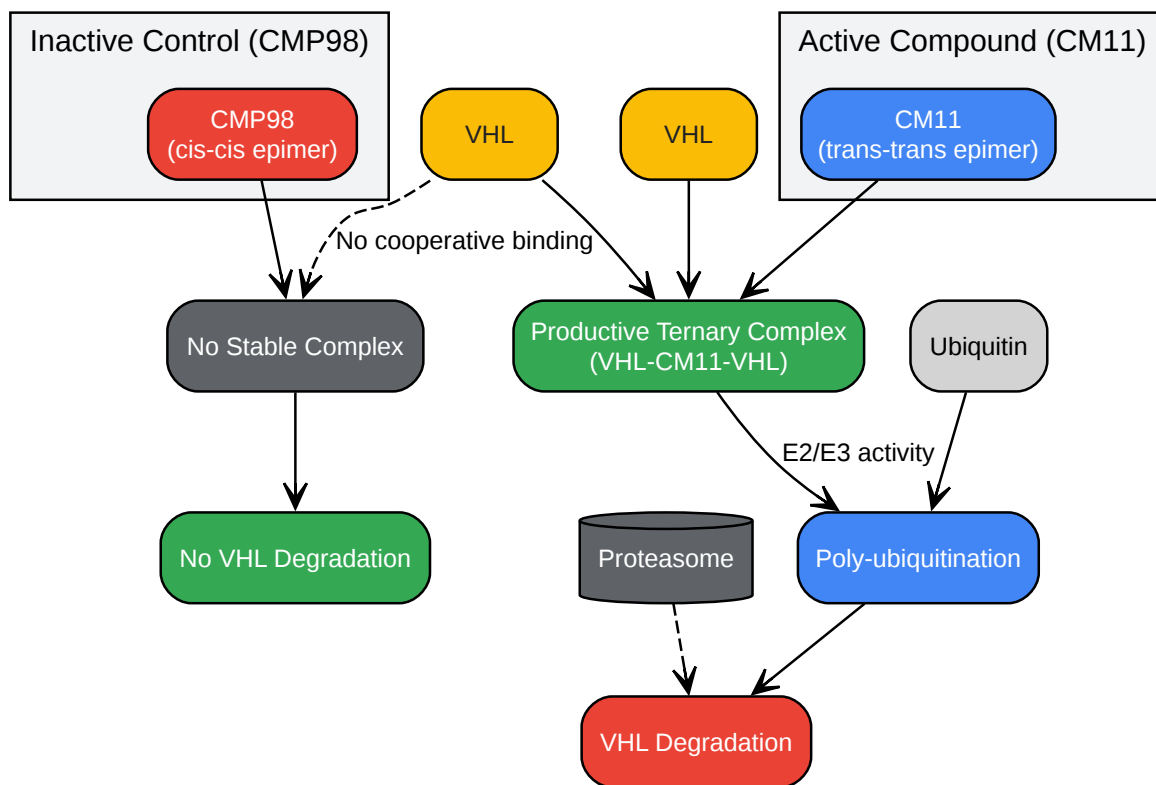 Inactive Control (CMP98)
Active Compound (CM11)
CMP98
(cis-cis epimer)
VHL
VHL
CM11
(trans-trans epimer)
No cooperative binding
No Stable Complex
Productive Ternary Complex
(VHL-CM11-VHL)
Ubiquitin
E2/E3 activity
No VHL Degradation
Proteasome
Poly-ubiquitination
VHL Degradation